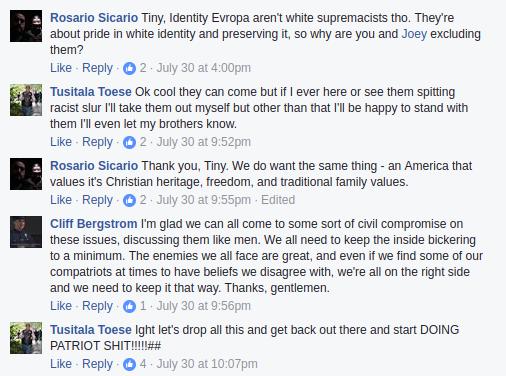 Rosario Sicario Tiny, Identity Evropa aren't white supremacists tho. They're
about pride in white identity and preserving it, so why are you and Joey excluding
them?
Like · Reply · 2 · July 30 at 4:00pm
Tusitala Toese Ok cool they can come but if I ever here or see them spitting
racist slur I'll take them out myself but other than that I'll be happy to stand with
them I'll even let my brothers know.
Like · Reply · 2 · July 30 at 9:52pm
Rosario Sicario Thank you, Tiny. We do want the same thing - an America that
values it's Christian heritage, freedom, and traditional family values.
Like · Reply · 2 · July 30 at 9:55pm · Edited
Cliff Bergstrom I'm glad we can all come to some sort of civil compromise on
these issues, discussing them like men. We all need to keep the inside bickering
to a minimum. The enemies we all face are great, and even if we find some of our
compatriots at times to have beliefs we disagree with, we're all on the right side
and we need to keep it that way. Thanks, gentlemen.
Like · Reply · 1 · July 30 at 9:56pm
Tusitala Toese Ight let's drop all this and get back out there and start DOING
PATRIOT SHIT!!!!!##
Like · Reply · 4 · July 30 at 10:07pm